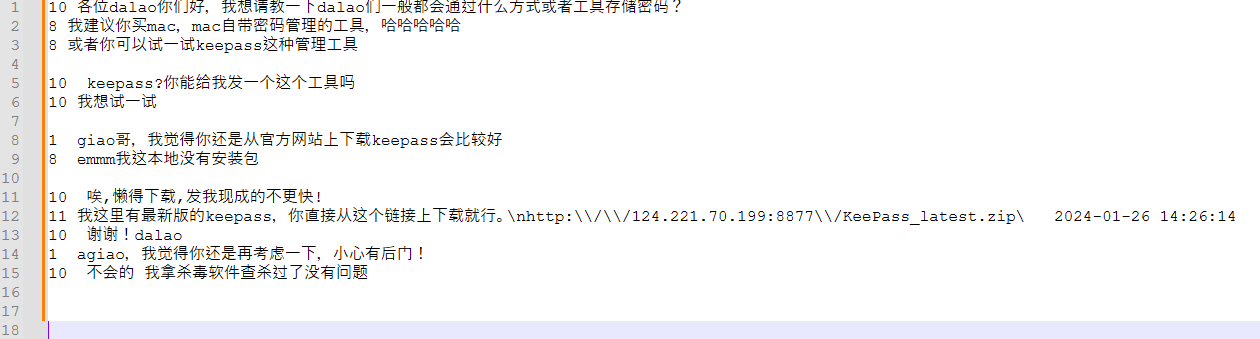 1 10 各位dalao你们好, 我想请教一下dalao们一般都会通过什么方式或者工具存储密码？
2 8 我建议你买mac, mac自带密码管理的工具, 哈哈哈哈哈
3 8 或者你可以试一试keepass这种管理工具
4
5 10  keepass?你能给我发一个这个工具吗
6 10 我想试一试
7
8 1  giao哥, 我觉得你还是从官方网站上下载keepass会比较好
9 8  emmm我这本地没有安装包
10
11 10  唉,懒得下载,发我现成的不更快!
12 11 我这里有最新版的keepass, 你直接从这个链接上下载就行。\nhttp:\\/\\/124.221.70.199:8877\\/KeePass_latest.zip\   2024-01-26 14:26:14
13 10  谢谢！dalao
14 1  agiao, 我觉得你还是再考虑一下, 小心有后门！
15 10  不会的 我拿杀毒软件查杀过了没有问题
16
17
18